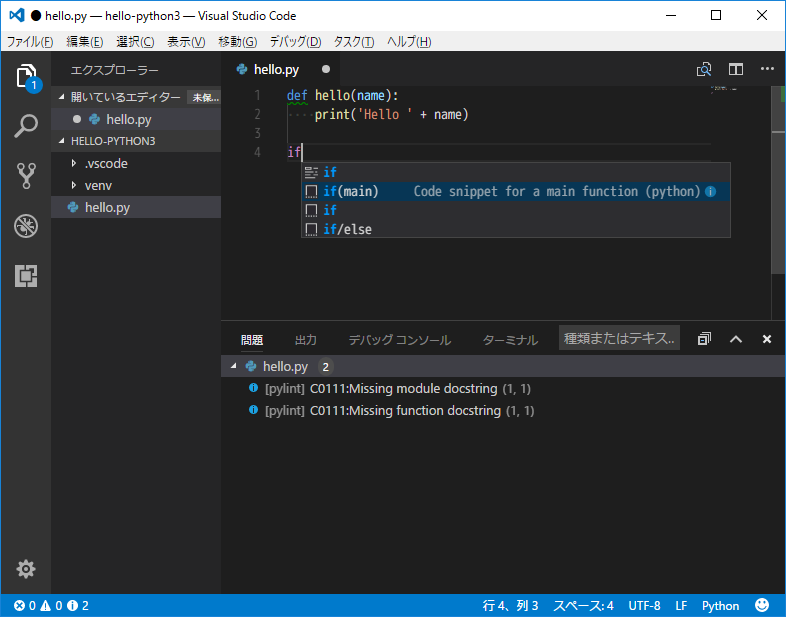 ● hello.py — hello-python3 — Visual Studio Code
ファイル(F) 編集(E) 選択(C) 表示(V) 移動(G) デバッグ(D) タスク(T) ヘルプ(H)
1
エクスプローラー
開いているエディター 未保...
● hello.py
HELLO-PYTHON3
.vscode
venv
hello.py
hello.py ●
1 def hello(name):
2 ····print('Hello ' + name)
3
4 if
if
if(main) Code snippet for a main function (python)
if
if/else
問題 出力 デバッグ コンソール ターミナル 種類またはテキス..
hello.py 2
[pylint] C0111:Missing module docstring (1, 1)
[pylint] C0111:Missing function docstring (1, 1)
0 0 2 行 4、列 3 スペース: 4 UTF-8 LF Python